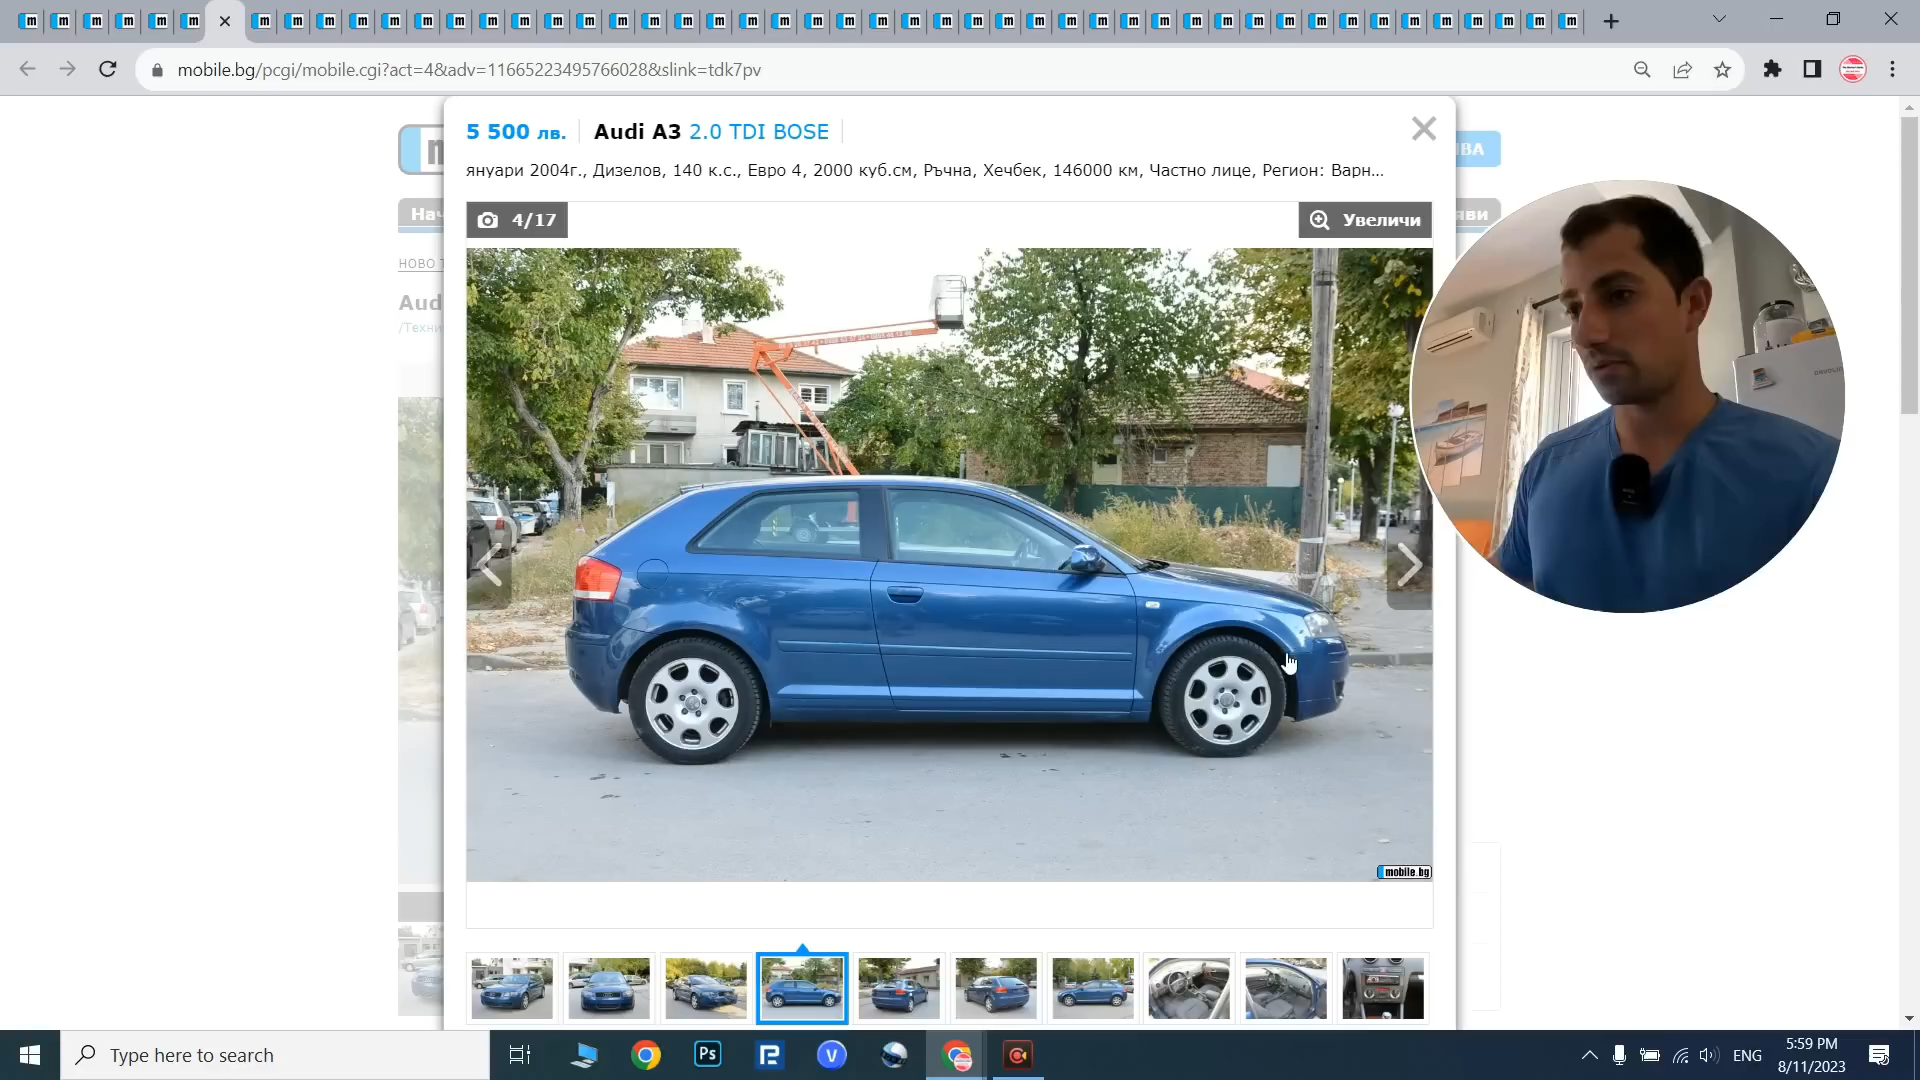 mobile.bg/pcgi/mobile.cgi?act=4&adv=11665223495766028&slink=tdk7pv
5 500 лв. Audi A3 2.0 TDI BOSE
януари 2004г., Дизелов, 140 к.с., Евро 4, 2000 куб.см, Ръчна, Хечбек, 146000 км, Частно лице, Регион: Варн...
4/17 Увеличи
mobile.bg
Type here to search
Ps
V
ENG
5:59 PM
8/11/2023